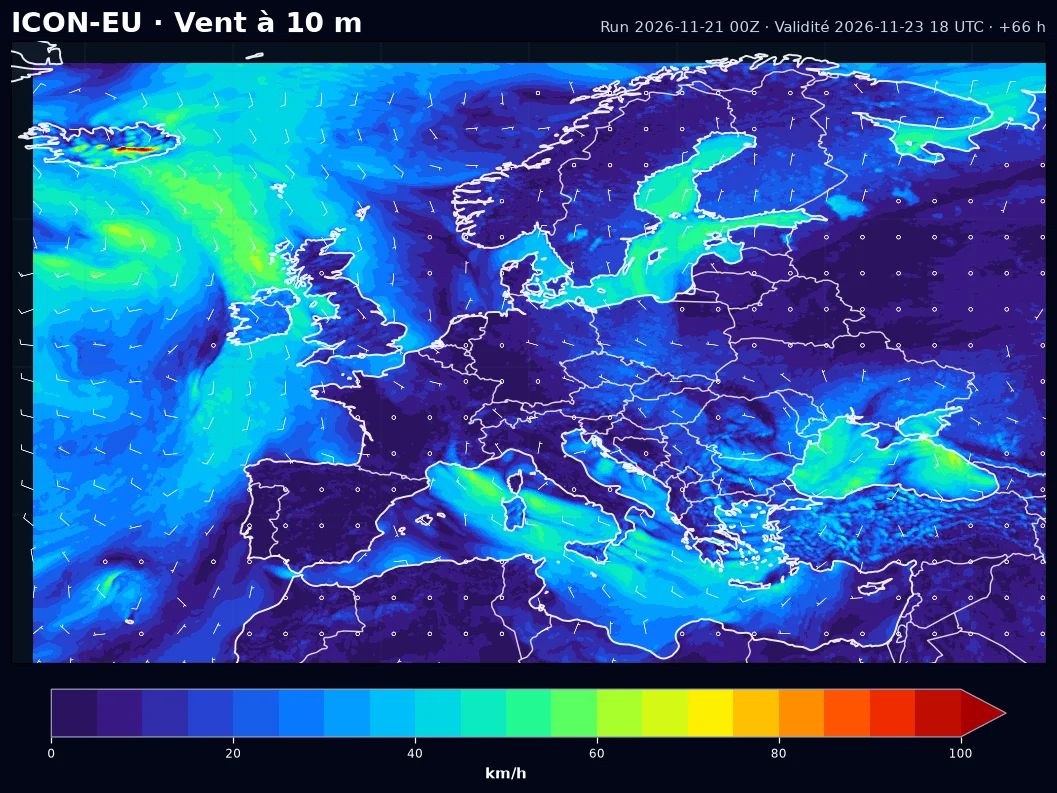 ICON-EU · Vent à 10 m
Run 2026-11-21 00Z · Validité 2026-11-23 18 UTC · +66 h
0 20 40 60 80 100
km/h